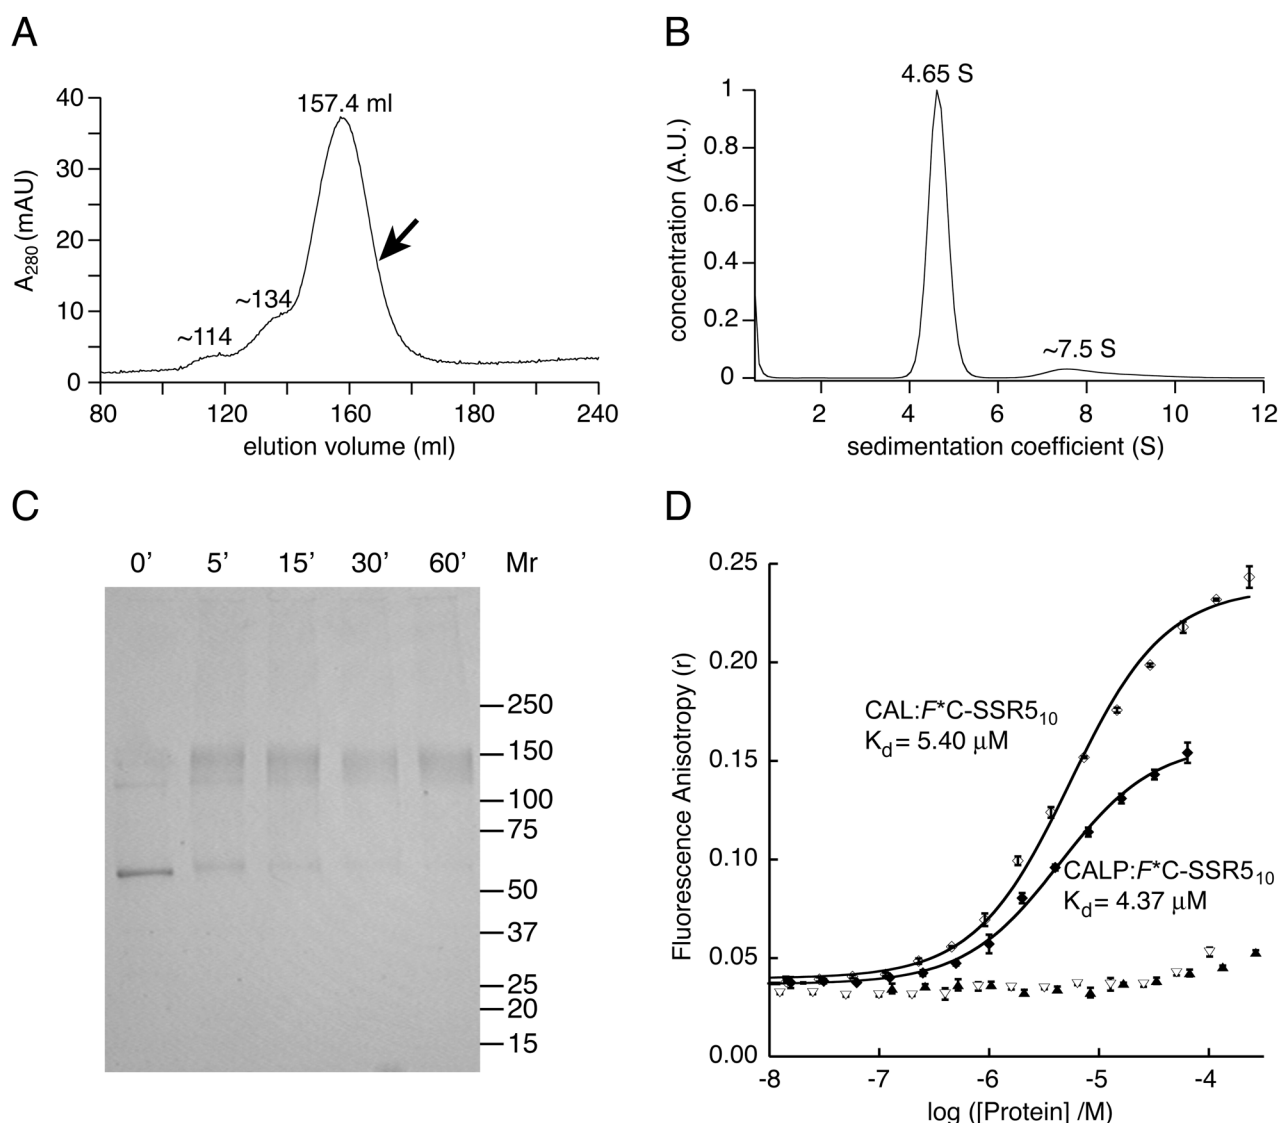 A
40
30
20
10
0
A280 (mAU)
157.4 ml
~134
~114
80 120 160 180 240
elution volume (ml)
B
1
0.8
0.6
0.4
0.2
0
concentration (A.U.)
4.65 S
~7.5 S
2 4 6 8 10 12
sedimentation coefficient (S)
C
0’ 5’ 15’ 30’ 60’ Mr
250
150
100
75
50
37
25
20
15
D
0.25
0.20
0.15
0.10
0.05
0.00
Fluorescence Anisotropy (r)
CAL:F*C-SSR510
Kd= 5.40 μM
CALP:F*C-SSR510
Kd= 4.37 μM
-8 -7 -6 -5 -4
log ([Protein] /M)